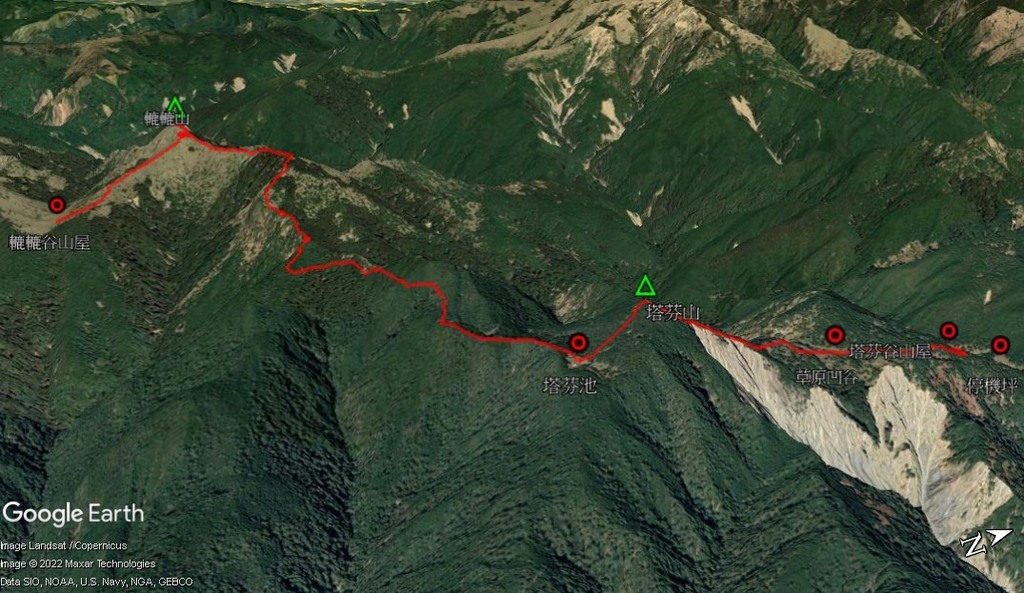 轆轆山
轆轆谷山屋
塔芬山
塔芬谷山屋
草原凹谷
停機坪
塔芬池
Google Earth
Image Landsat / Copernicus
Image © 2022 Maxar Technologies
Data SIO, NOAA, U.S. Navy, NGA, GEBCO
N